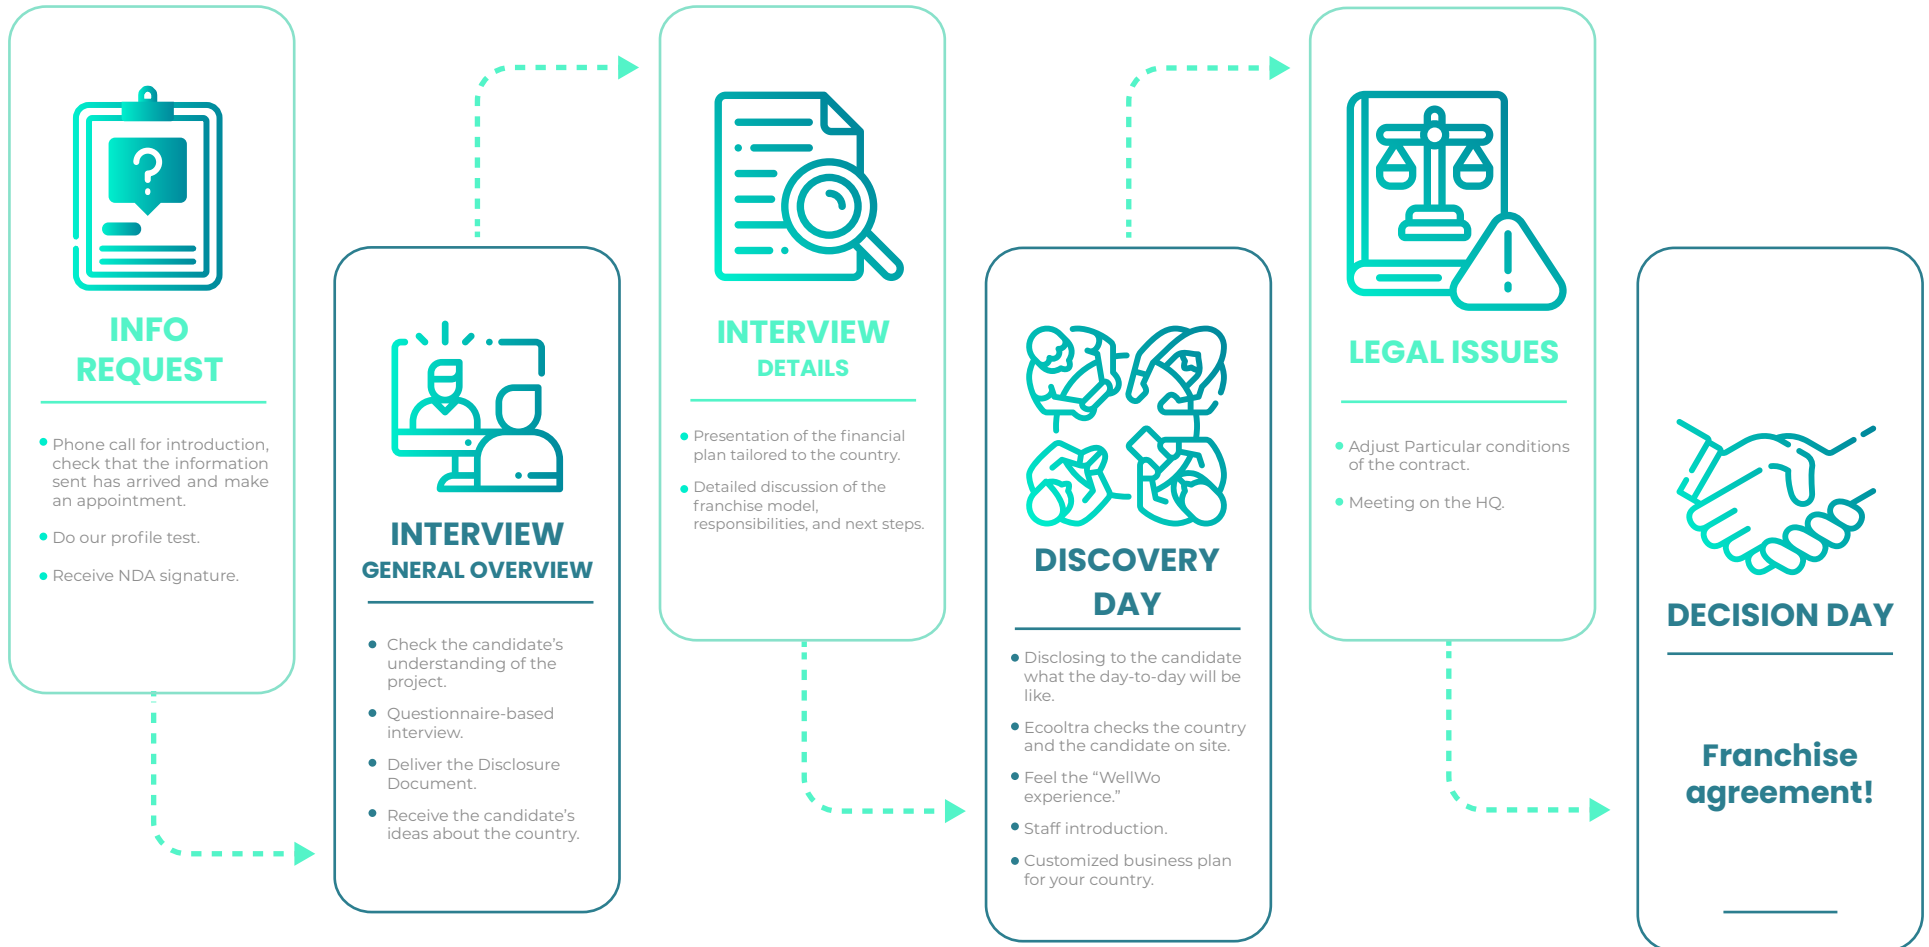 ?
INFO
REQUEST
Phone call for introduction,
check that the information
sent has arrived and make
an appointment.
Do our profile test.
Receive NDA signature.
INTERVIEW
GENERAL OVERVIEW
Check the candidate's
understanding of the
project.
Questionnaire-based
interview.
Deliver the Disclosure
Document.
Receive the candidate's
ideas about the country.
INTERVIEW
DETAILS
Presentation of the financial
plan tailored to the country.
Detailed discussion of the
franchise model,
responsibilities, and next steps.
DISCOVERY
DAY
Disclosing to the candidate
what the day-to-day will be
like.
Ecooltra checks the country
and the candidate on site.
Feel the “WellWo
experience.”
Staff introduction.
Customized business plan
for your country.
LEGAL ISSUES
Adjust Particular conditions
of the contract.
Meeting on the HQ.
DECISION DAY
Franchise
agreement!